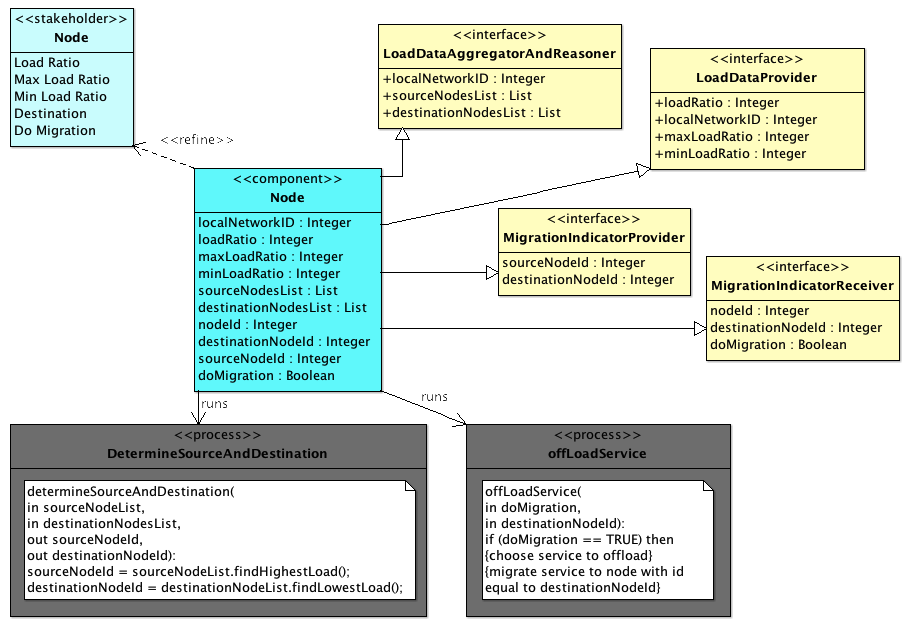 <<stakeholder>>
Node
Load Ratio
Max Load Ratio
Min Load Ratio
Destination
Do Migration
<<interface>>
LoadDataAggregatorAndReasoner
+localNetworkID : Integer
+sourceNodesList : List
+destinationNodesList : List
<<interface>>
LoadDataProvider
+loadRatio : Integer
+localNetworkID : Integer
+maxLoadRatio : Integer
+minLoadRatio : Integer
<<refine>>
<<component>>
Node
localNetworkID : Integer
loadRatio : Integer
maxLoadRatio : Integer
minLoadRatio : Integer
sourceNodesList : List
destinationNodesList : List
nodeId : Integer
destinationNodeId : Integer
sourceNodeId : Integer
doMigration : Boolean
<<interface>>
MigrationIndicatorProvider
sourceNodeId : Integer
destinationNodeId : Integer
<<interface>>
MigrationIndicatorReceiver
nodeId : Integer
destinationNodeId : Integer
doMigration : Boolean
runs
runs
<<process>>
DetermineSourceAndDestination
determineSourceAndDestination(
in sourceNodeList,
in destinationNodesList,
out sourceNodeId,
out destinationNodeId):
sourceNodeId = sourceNodeList.findHighestLoad();
destinationNodeId = destinationNodeList.findLowestLoad();
<<process>>
offLoadService
offLoadService(
in doMigration,
in destinationNodeId):
if (doMigration == TRUE) then
{choose service to offload}
{migrate service to node with id
equal to destinationNodeId}